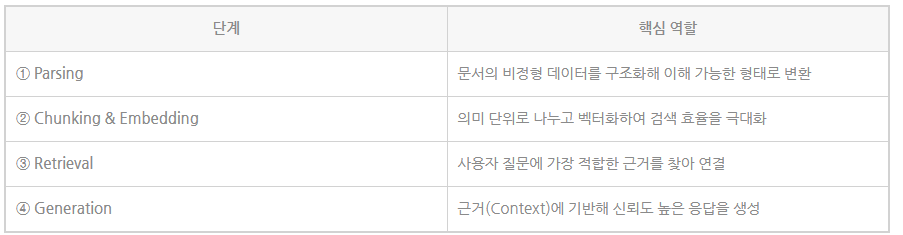 단계 핵심 역할
① Parsing 문서의 비정형 데이터를 구조화해 이해 가능한 형태로 변환
② Chunking & Embedding 의미 단위로 나누고 벡터화하여 검색 효율을 극대화
③ Retrieval 사용자 질문에 가장 적합한 근거를 찾아 연결
④ Generation 근거(Context)에 기반해 신뢰도 높은 응답을 생성